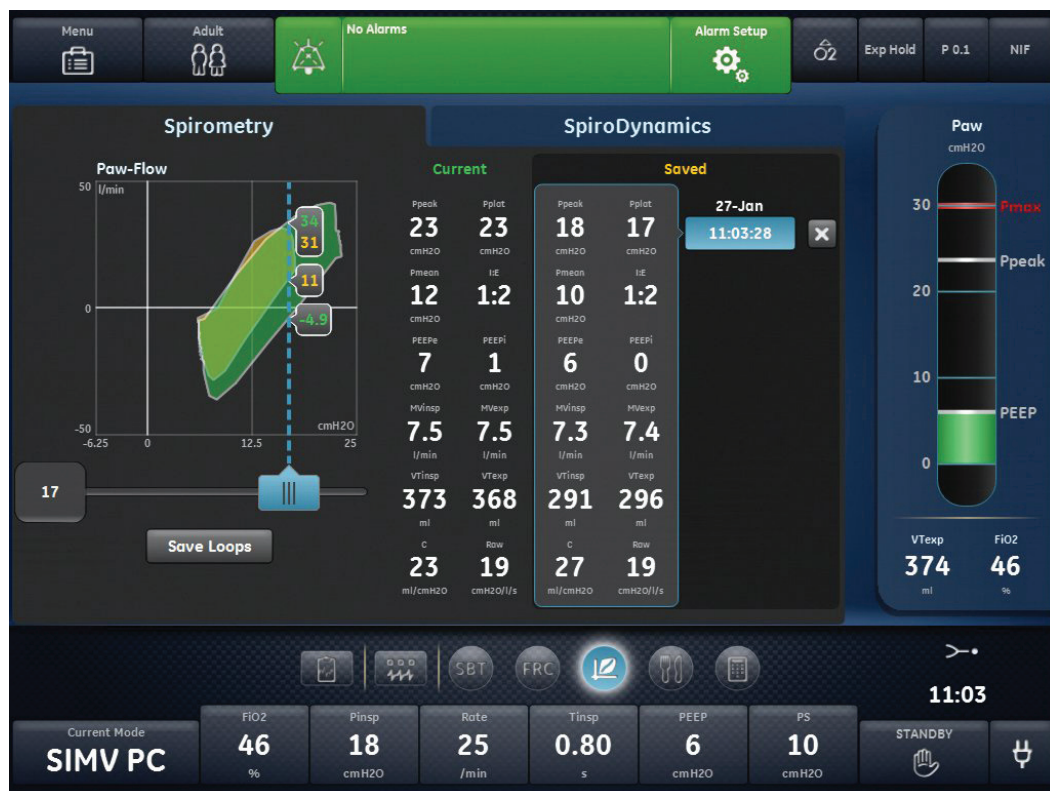 Menu
Adult
No Alarms
Alarm Setup
Ô2
Exp Hold
P 0.1
NIF
Spirometry
SpiroDynamics
Paw-Flow
50 l/min
0
-50
-6.25 0 12.5 25
cmH2O
34
31
11
-4.9
17
Save Loops
Current
Saved
Ppeak Pplat Ppeak Pplat
23 23 18 17
cmH2O cmH2O cmH2O cmH2O
Pmean I:E Pmean I:E
12 1:2 10 1:2
cmH2O cmH2O
PEEPe PEEPi PEEPe PEEPi
7 1 6 0
cmH2O cmH2O cmH2O cmH2O
MVinsp MVexp MVinsp MVexp
7.5 7.5 7.3 7.4
l/min l/min l/min l/min
VTinsp VTexp VTinsp VTexp
373 368 291 296
ml ml ml ml
C Raw C Raw
23 19 27 19
ml/cmH2O cmH2O/l/s ml/cmH2O cmH2O/l/s
27-Jan
11:03:28
Paw
cmH2O
30 Pmax
Ppeak
20
10
PEEP
0
VTexp FiO2
374 46
ml %
SBT
FRC
11:03
Current Mode
SIMV PC
FiO2
46
%
Pinsp
18
cmH2O
Rate
25
/min
Tinsp
0.80
s
PEEP
6
cmH2O
PS
10
cmH2O
STANDBY